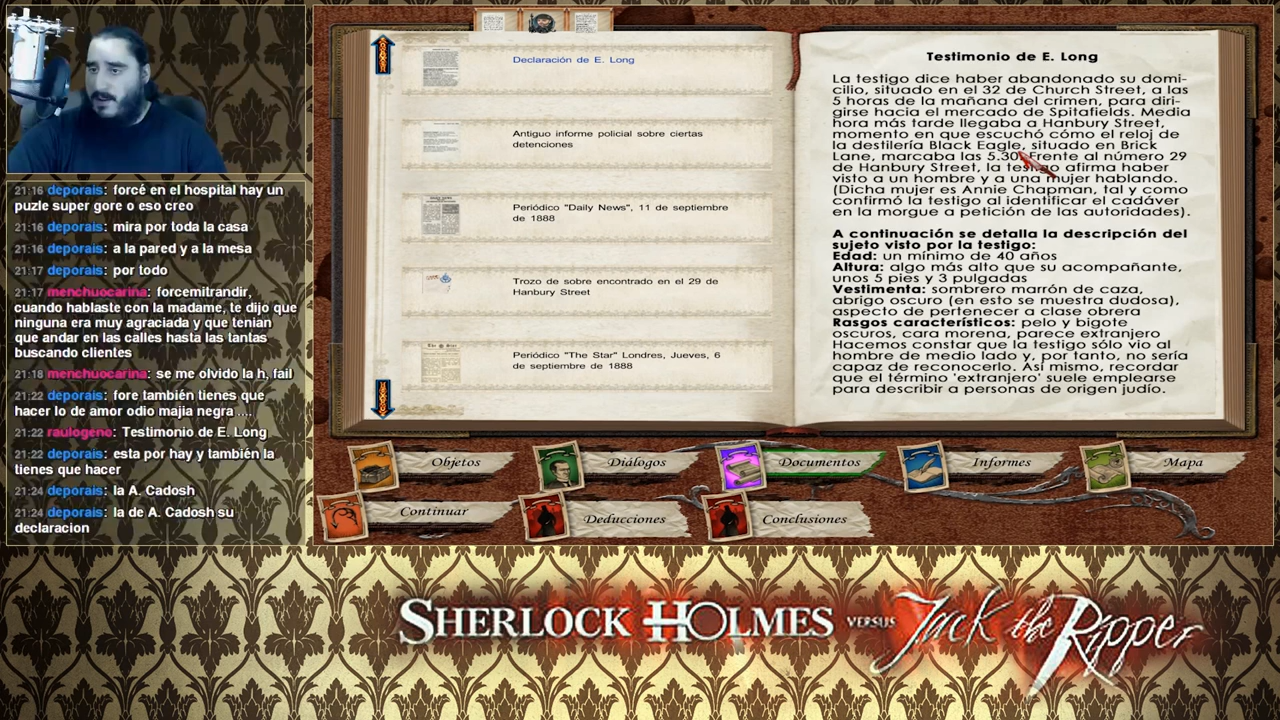 21:16 deporais: forcé en el hospital hay un
puzle super gore o eso creo
21:16 deporais: mira por toda la casa
21:16 deporais: a la pared y a la mesa
21:17 deporais: por todo
21:17 menchuocarina: forcemitrandir,
cuando hablaste con la madame, te dijo que
ninguna era muy agraciada y que tenian
que andar en las calles hasta las tantas
buscando clientes
21:18 menchuocarina: se me olvido la h, fail
21:22 deporais: fore también tienes que
hacer lo de amor odio majia negra ....
21:22 raulogeno: Testimonio de E. Long
21:22 deporais: esta por hay y también la
tienes que hacer
21:24 deporais: la A. Cadosh
21:24 deporais: la de A. Cadosh su
declaracion
Declaración de E. Long
Antiguo informe policial sobre ciertas
detenciones
Periódico "Daily News", 11 de septiembre
de 1888
Trozo de sobre encontrado en el 29 de
Hanbury Street
Periódico "The Star" Londres, Jueves, 6
de septiembre de 1888
Testimonio de E. Long
La testigo dice haber abandonado su domi-
cilio, situado en el 32 de Church Street, a las
5 horas de la mañana del crimen, para diri-
girse hacia el mercado de Spitafields. Media
hora más tarde llegaba a Hanbury Street,
momento en que escuchó cómo el reloj de
la destilería Black Eagle, situado en Brick
Lane, marcaba las 5.30. Frente al número 29
de Hanbury Street, la testigo afirma haber
visto a un hombre y a una mujer hablando.
(Dicha mujer es Annie Chapman, tal y como
confirmó la testigo al identificar el cadáver
en la morgue a petición de las autoridades).
A continuación se detalla la descripción del
sujeto visto por la testigo:
Edad: un mínimo de 40 años
Altura: algo más alto que su acompañante,
unos 5 pies y 3 pulgadas
Vestimenta: sombrero marrón de caza,
abrigo oscuro (en esto se muestra dudosa),
aspecto de pertenecer a clase obrera
Rasgos característicos: pelo y bigote
oscuros, cara morena, parece extranjero
Hacemos constar que la testigo sólo vio al
hombre de medio lado y, por tanto, no sería
capaz de reconocerlo. Así mismo, recordar
que el término 'extranjero' suele emplearse
para describir a personas de origen judío.
Objetos
Diálogos
Documentos
Informes
Mapa
Continuar
Deducciones
Conclusiones
SHERLOCK HOLMES VERSUS Jack the Ripper